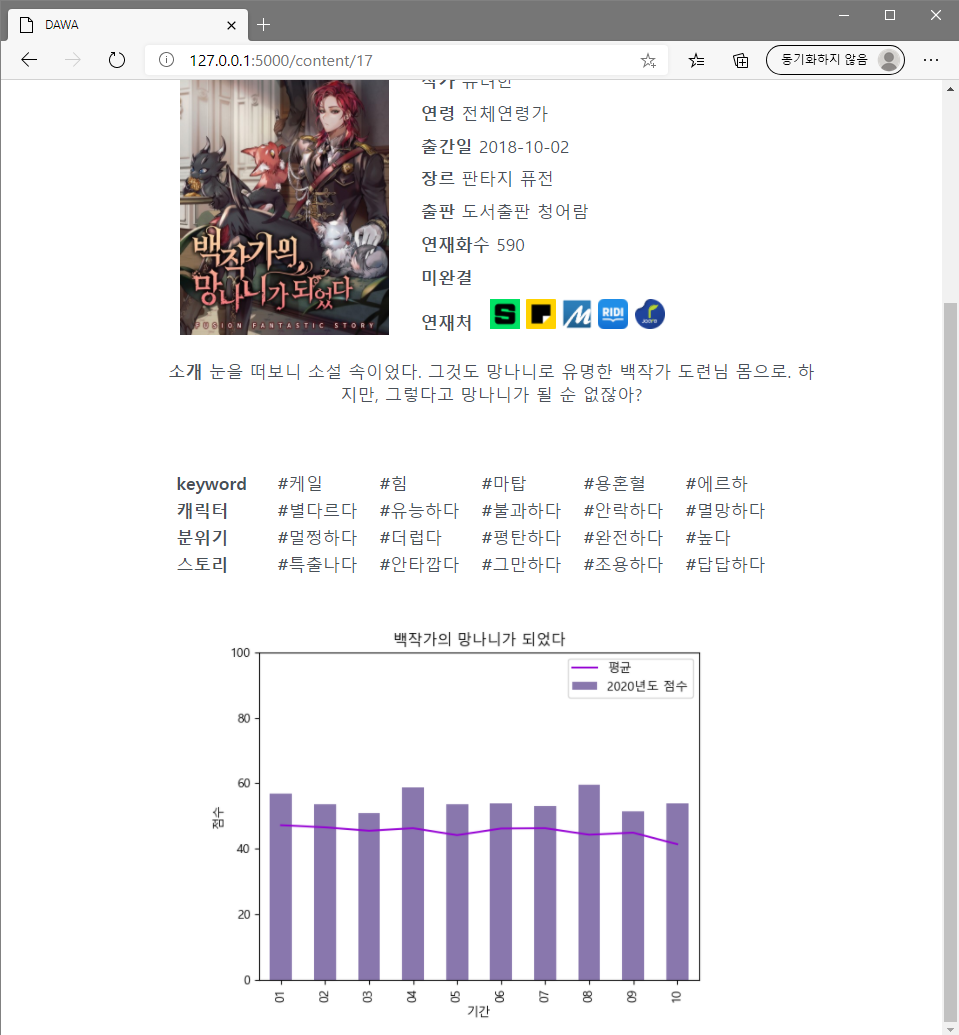 DAWA
127.0.0.1:5000/content/17
동기화하지 않음
백작가의
망나니가 되었다
FUSION FANTASTIC STORY
작가 유려한
연령 전체연령가
출간일 2018-10-02
장르 판타지 퓨전
출판 도서출판 청어람
연재화수 590
미완결
연재처 S RIDI
소개 눈을 떠보니 소설 속이었다. 그것도 망나니로 유명한 백작가 도련님 몸으로. 하
지만, 그렇다고 망나니가 될 순 없잖아?
keyword #케일 #힘 #마탑 #용혼혈 #에르하
캐릭터 #별다르다 #유능하다 #불과하다 #안락하다 #멸망하다
분위기 #멀쩡하다 #더럽다 #평탄하다 #완전하다 #높다
스토리 #특출나다 #안타깝다 #그만하다 #조용하다 #답답하다
백작가의 망나니가 되었다
평균
2020년도 점수
점수
100
80
60
40
20
0
01 02 03 04 05 06 07 08 09 10
기간